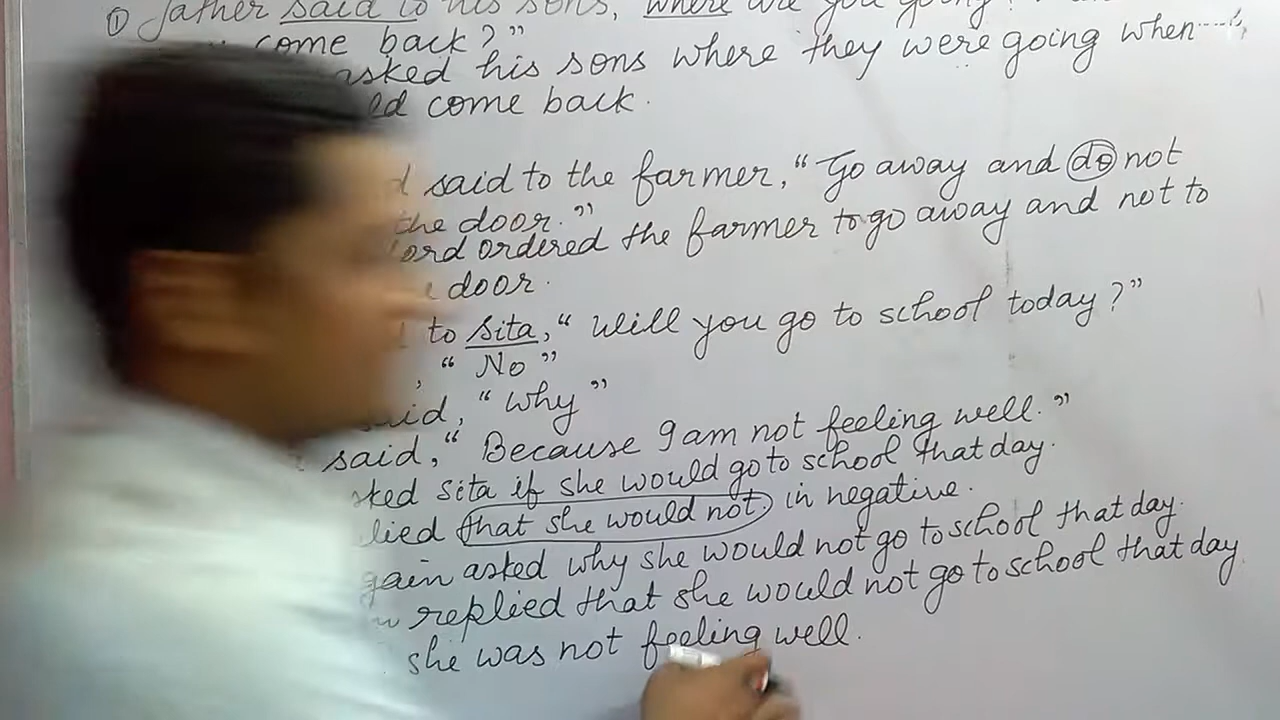 ① Father said to his sons, "where are you going?
come back?"
asked his sons where they were going when
ld come back.
said to the farmer, "Go away and do not
the door."
ord ordered the farmer to go away and not to
door.
to Sita, "Will you go to school today?"
, "No"
said, "Why"
said, "Because I am not feeling well."
ked Sita if she would go to school that day.
lied that she would not. in negative.
gain asked why she would not go to school that day.
replied that she would not go to school that day
she was not feeling well.